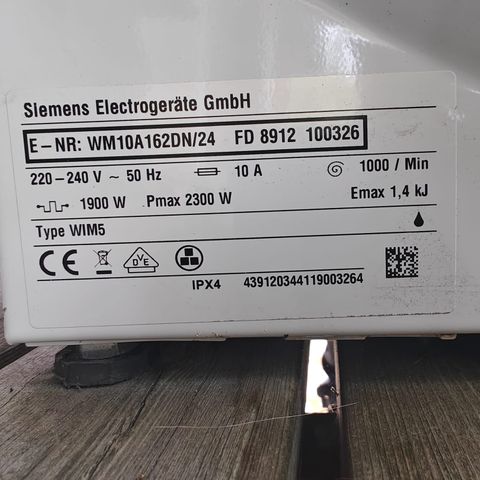 Siemens Electrogeräte GmbH
E-NR: WM10A162DN/24 FD 8912 100326
220-240 V ~ 50 Hz 10 A 1000 / Min
1900 W Pmax 2300 W Emax 1,4 kJ
Type WIM5
CE DVE
IPX4 439120344119003264